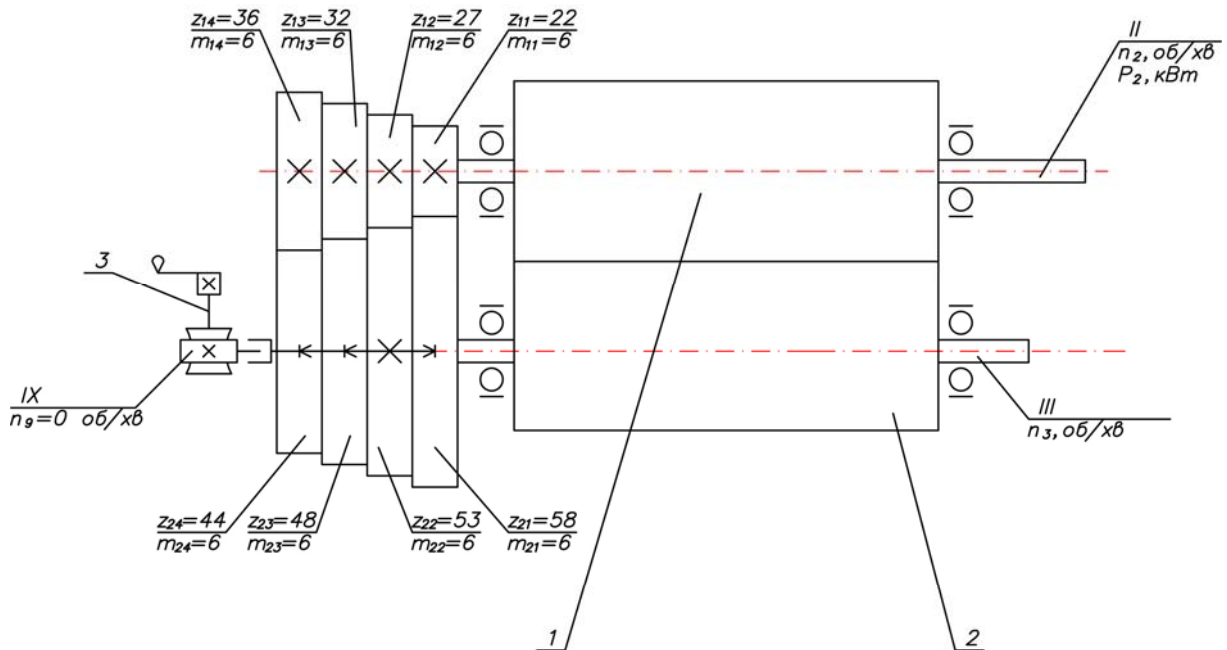 z₁₄=36
m₁₄=6
z₁₃=32
m₁₃=6
z₁₂=27
m₁₂=6
z₁₁=22
m₁₁=6
II
n₂, об/хв
P₂, кВт
3
IX
n₉=0 об/хв
III
n₃, об/хв
z₂₄=44
m₂₄=6
z₂₃=48
m₂₃=6
z₂₂=53
m₂₂=6
z₂₁=58
m₂₁=6
1
2